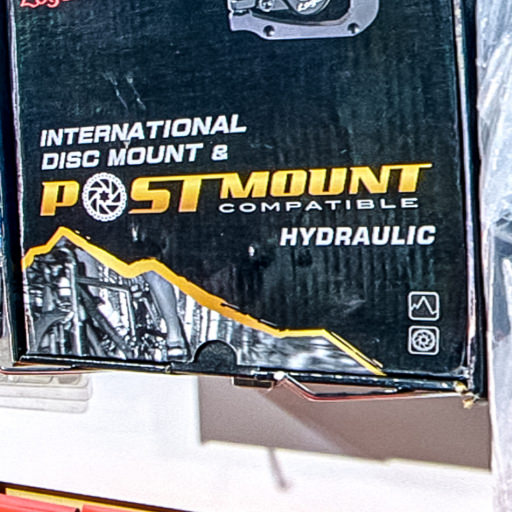 INTERNATIONAL
DISC MOUNT &
POSTMOUNT
COMPATIBLE
HYDRAULIC